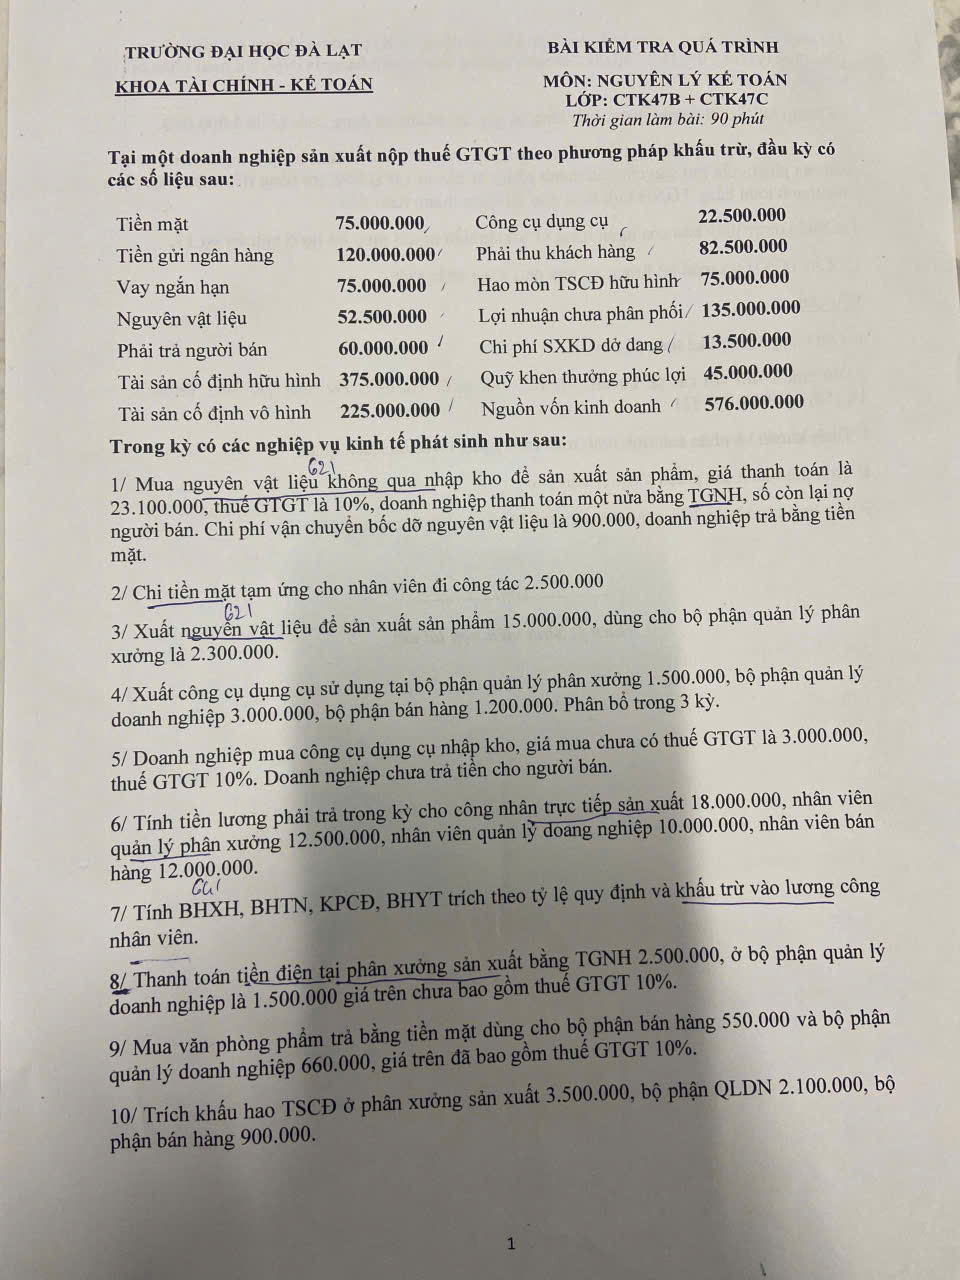 TRƯỜNG ĐẠI HỌC ĐÀ LẠT
KHOA TÀI CHÍNH - KẾ TOÁN
BÀI KIỂM TRA QUÁ TRÌNH
MÔN: NGUYÊN LÝ KẾ TOÁN
LỚP: CTK47B + CTK47C
Thời gian làm bài: 90 phút
Tại một doanh nghiệp sản xuất nộp thuế GTGT theo phương pháp khấu trừ, đầu kỳ có
các số liệu sau:
Tiền mặt 75.000.000 Công cụ dụng cụ 22.500.000
Tiền gửi ngân hàng 120.000.000 Phải thu khách hàng 82.500.000
Vay ngắn hạn 75.000.000 Hao mòn TSCĐ hữu hình 75.000.000
Nguyên vật liệu 52.500.000 Lợi nhuận chưa phân phối 135.000.000
Phải trả người bán 60.000.000 Chi phí SXKD dở dang 13.500.000
Tài sản cố định hữu hình 375.000.000 Quỹ khen thưởng phúc lợi 45.000.000
Tài sản cố định vô hình 225.000.000 Nguồn vốn kinh doanh 576.000.000
Trong kỳ có các nghiệp vụ kinh tế phát sinh như sau:
621
1/ Mua nguyên vật liệu không qua nhập kho để sản xuất sản phẩm, giá thanh toán là
23.100.000, thuế GTGT là 10%, doanh nghiệp thanh toán một nửa bằng TGNH, số còn lại nợ
người bán. Chi phí vận chuyển bốc dỡ nguyên vật liệu là 900.000, doanh nghiệp trả bằng tiền
mặt.
2/ Chi tiền mặt tạm ứng cho nhân viên đi công tác 2.500.000
621
3/ Xuất nguyên vật liệu để sản xuất sản phẩm 15.000.000, dùng cho bộ phận quản lý phân
xưởng là 2.300.000.
4/ Xuất công cụ dụng cụ sử dụng tại bộ phận quản lý phân xưởng 1.500.000, bộ phận quản lý
doanh nghiệp 3.000.000, bộ phận bán hàng 1.200.000. Phân bổ trong 3 kỳ.
5/ Doanh nghiệp mua công cụ dụng cụ nhập kho, giá mua chưa có thuế GTGT là 3.000.000,
thuế GTGT 10%. Doanh nghiệp chưa trả tiền cho người bán.
6/ Tính tiền lương phải trả trong kỳ cho công nhân trực tiếp sản xuất 18.000.000, nhân viên
quản lý phân xưởng 12.500.000, nhân viên quản lý doang nghiệp 10.000.000, nhân viên bán
hàng 12.000.000.
7/ Tính BHXH, BHTN, KPCĐ, BHYT trích theo tỷ lệ quy định và khấu trừ vào lương công
nhân viên.
8/ Thanh toán tiền điện tại phân xưởng sản xuất bằng TGNH 2.500.000, ở bộ phận quản lý
doanh nghiệp là 1.500.000 giá trên chưa bao gồm thuế GTGT 10%.
9/ Mua văn phòng phẩm trả bằng tiền mặt dùng cho bộ phận bán hàng 550.000 và bộ phận
quản lý doanh nghiệp 660.000, giá trên đã bao gồm thuế GTGT 10%.
10/ Trích khấu hao TSCĐ ở phân xưởng sản xuất 3.500.000, bộ phận QLDN 2.100.000, bộ
phận bán hàng 900.000.
1